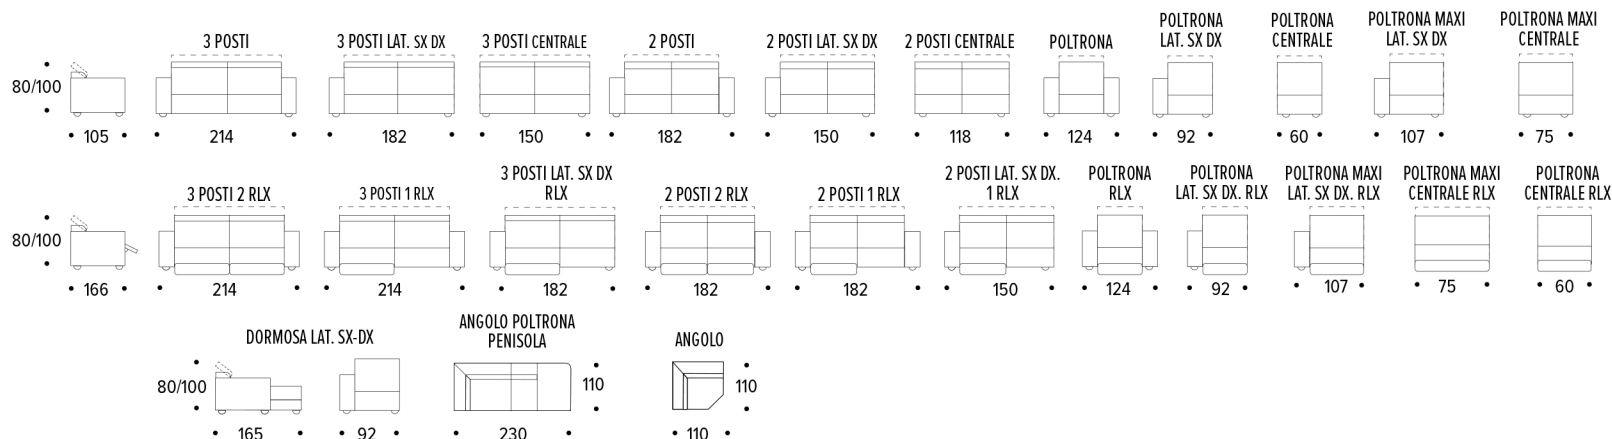 3 POSTI
3 POSTI LAT. SX DX
3 POSTI CENTRALE
2 POSTI
2 POSTI LAT. SX DX
2 POSTI CENTRALE
POLTRONA
POLTRONA
LAT. SX DX
POLTRONA
CENTRALE
POLTRONA MAXI
LAT. SX DX
POLTRONA MAXI
CENTRALE
80/100
105
214
182
150
182
150
118
124
92
60
107
75
3 POSTI 2 RLX
3 POSTI 1 RLX
3 POSTI LAT. SX DX
RLX
2 POSTI 2 RLX
2 POSTI 1 RLX
2 POSTI LAT. SX DX.
1 RLX
POLTRONA
RLX
POLTRONA
LAT. SX DX. RLX
POLTRONA MAXI
LAT. SX DX. RLX
POLTRONA MAXI
CENTRALE RLX
POLTRONA
CENTRALE RLX
80/100
166
214
214
182
182
182
150
124
92
107
75
60
DORMOSA LAT. SX-DX
ANGOLO POLTRONA
PENISOLA
ANGOLO
80/100
110
110
165
92
230
110